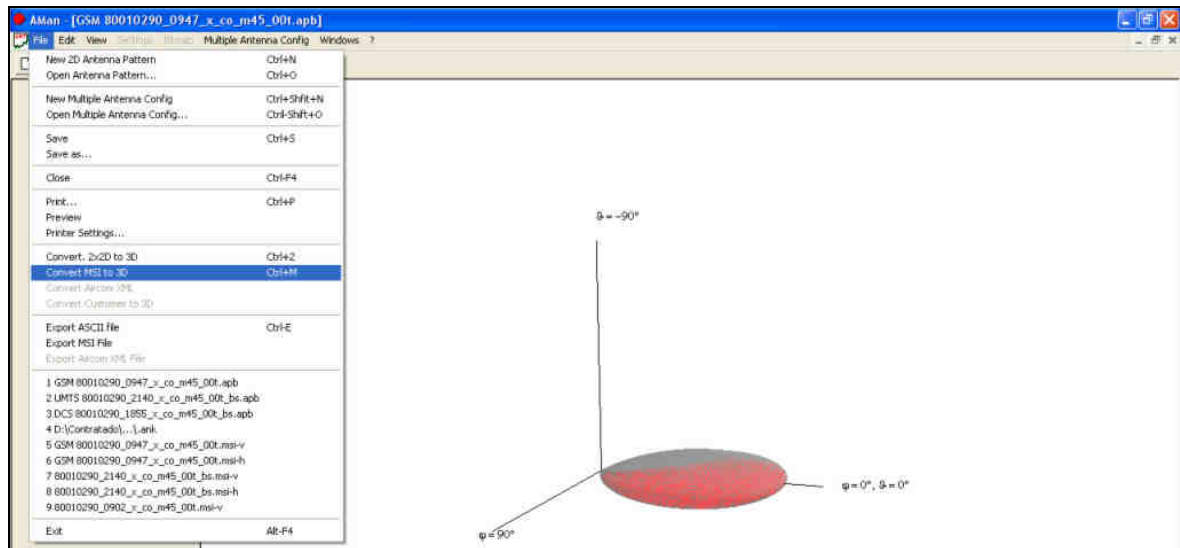 AMan - [GSM 80010290_0947_x_co_m45_00t.apb]
File Edit View Settings Multiple Antenna Config Windows ?
New 2D Antenna Pattern Ctrl+N
Open Antenna Pattern... Ctrl+O
New Multiple Antenna Config Ctrl+Shfit+N
Open Multiple Antenna Config... Ctrl-Shift+O
Save Ctrl+S
Save as...
Close Ctrl-F4
Print... Ctrl+P
Preview
Printer Settings...
Convert. 2x2D to 3D Ctrl+2
Convert MSI to 3D Ctrl+M
Convert Aircom XML
Convert Customer to 3D
Export ASCII file Ctrl-E
Export MSI File
Export Aircom XML File
1 GSM 80010290_0947_x_co_m45_00t.apb
2 UMTS 80010290_2140_x_co_m45_00t_bs.apb
3 DCS 80010290_1855_x_co_m45_00t_bs.apb
4 D:\Contratado\...\.ank
5 GSM 80010290_0947_x_co_m45_00t.msi-v
6 GSM 80010290_0947_x_co_m45_00t.msi-h
7 80010290_2140_x_co_m45_00t_bs.msi-v
8 80010290_2140_x_co_m45_00t_bs.msi-h
9 80010290_0902_x_co_m45_00t.msi-v
Exit Alt-F4
ϑ = -90°
φ = 0°, ϑ = 0°
φ = 90°